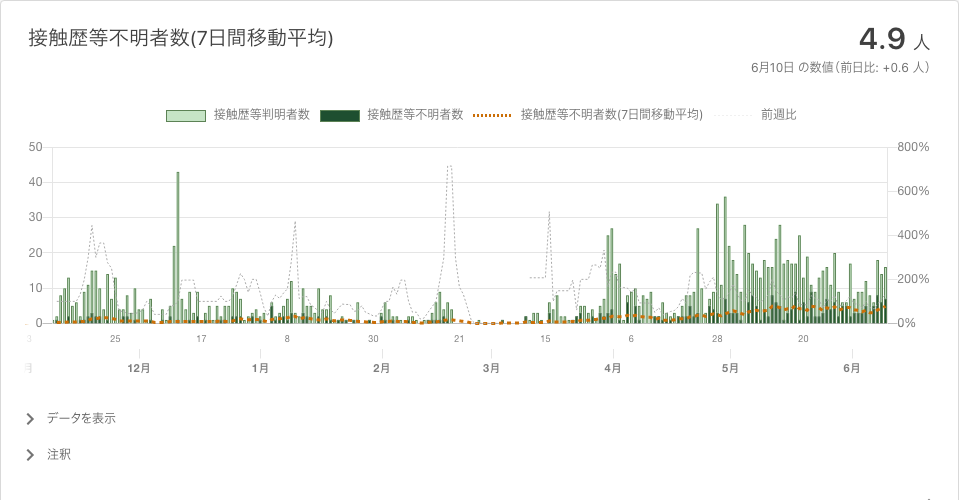 接触歴等不明者数(7日間移動平均)
4.9 人
6月10日 の数値(前日比: +0.6 人)
接触歴等判明者数 接触歴等不明者数 接触歴等不明者数(7日間移動平均) 前週比
50 800%
40 600%
30 400%
20 200%
10 0%
0
25 17 8 30 21 15 6 28 20
月 12月 1月 2月 3月 4月 5月 6月
データを表示
注釈